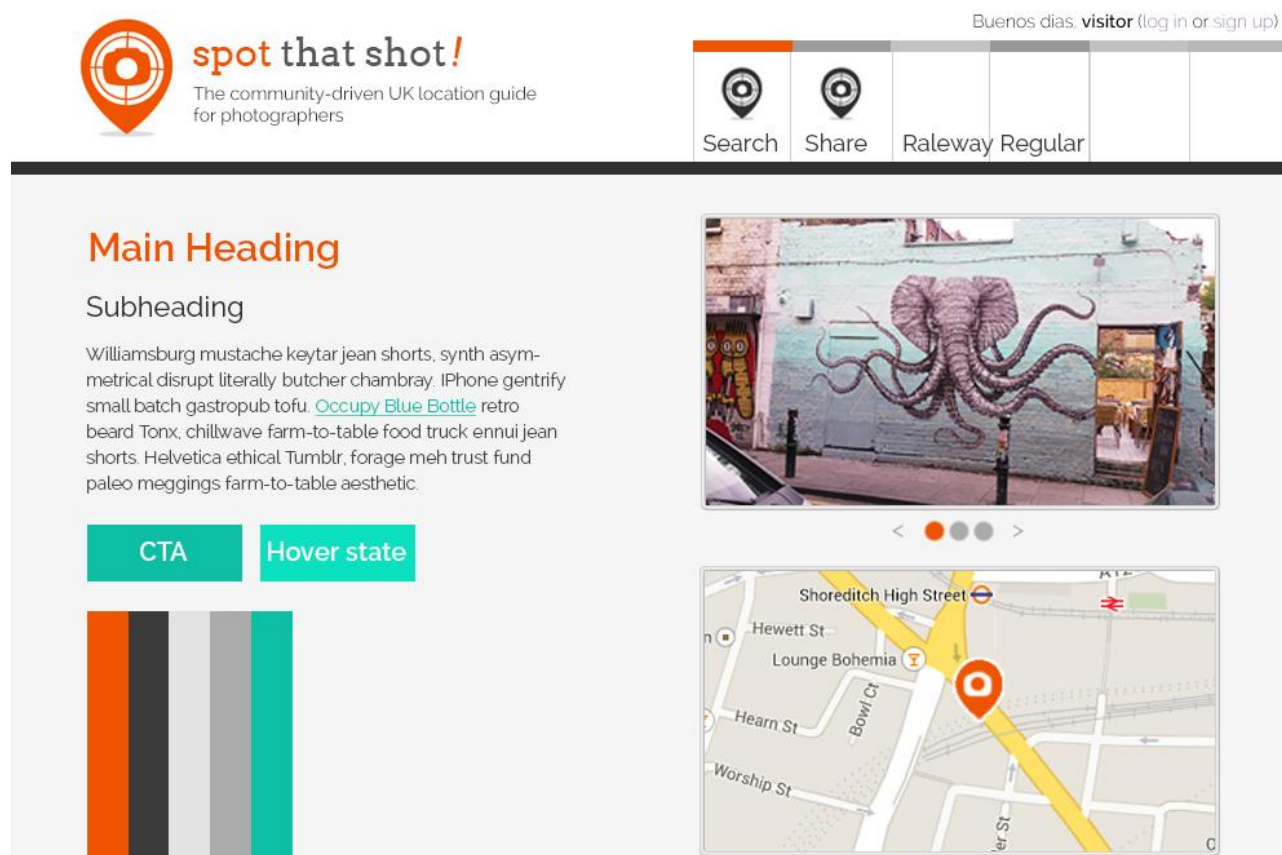 Buenos dias, visitor (log in or sign up)
spot that shot!
The community-driven UK location guide
for photographers
Search
Share
Raleway Regular
Main Heading
Subheading
Williamsburg mustache keytar jean shorts, synth asym-
metrical disrupt literally butcher chambray. IPhone gentrify
small batch gastropub tofu. Occupy Blue Bottle retro
beard Tonx, chillwave farm-to-table food truck ennui jean
shorts. Helvetica ethical Tumblr, forage meh trust fund
paleo meggings farm-to-table aesthetic.
CTA
Hover state
< >
Shoreditch High Street
Hewett St
Lounge Bohemia
Bowl Ct
Hearn St
Worship St